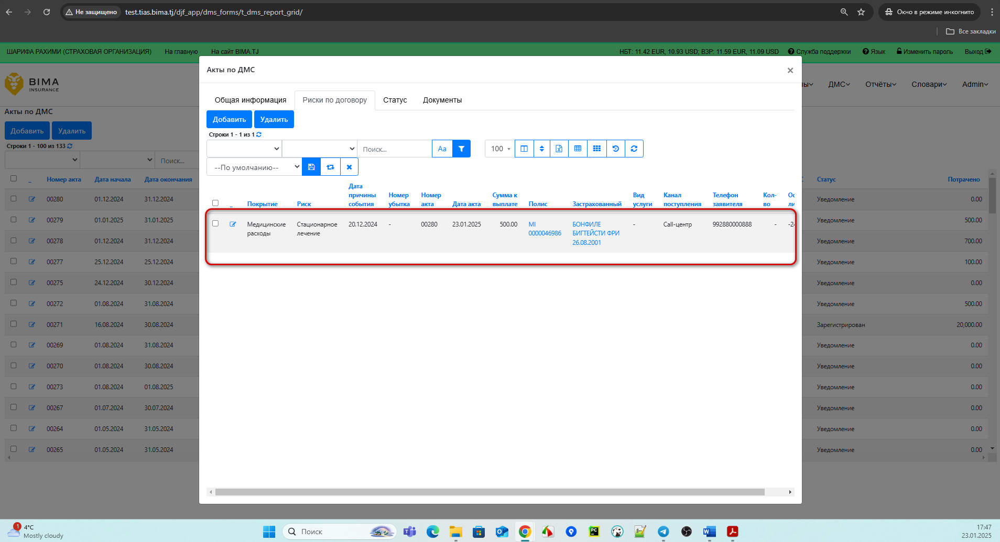 Не защищено
test.tias.bima.tj/djf_app/dms_forms/t_dms_report_grid/
Окно в режиме инкогнито
Все закладки
ШАРИФА РАХИМИ (СТРАХОВАЯ ОРГАНИЗАЦИЯ) На главную На сайт BIMA.TJ НБТ: 11.42 EUR, 10.93 USD; ВЗР: 11.59 EUR, 11.09 USD Служба поддержки Язык Изменить пароль Выход
BIMA
INSURANCE
ДМС Отчёты Словари Admin
Акты по ДМС
Добавить Удалить
Строки 1 - 100 из 133
Поиск...
Номер акта Дата начала Дата окончания Статус Потрачено
00280 01.12.2024 31.12.2024 Уведомление 0.00
00279 01.01.2025 31.01.2025 Уведомление 500.00
00278 01.12.2024 31.12.2024 Уведомление 700.00
00277 25.12.2024 25.12.2024 Уведомление 100.00
00275 24.12.2024 30.12.2024 Уведомление 0.00
00272 01.08.2024 31.08.2024 Уведомление 500.00
00271 16.08.2024 30.08.2024 Зарегистрирован 20,000.00
00269 01.08.2024 31.08.2024 Уведомление 0.00
00270 01.08.2024 30.08.2024 Уведомление 0.00
00273 01.08.2024 01.08.2025 Уведомление 0.00
00267 01.07.2024 30.07.2024 Уведомление 0.00
00264 01.05.2024 31.05.2024 Уведомление 0.00
00265 01.05.2024 31.05.2024 Уведомление 0.00
Акты по ДМС
×
Общая информация Риски по договору Статус Документы
Добавить Удалить
Строки 1 - 1 из 1
Поиск... Aa 100
--По умолчанию--
Покрытие Риск Дата причины события Номер убытка Номер акта Дата акта Сумма к выплате Полис Застрахованный Вид услуги Канал поступления Телефон заявителя Кол-во
Медицинские Стационарное 20.12.2024 - 00280 23.01.2025 500.00 MI БОНФИЛЕ - Call-центр 992880000888 -
расходы лечение 0000046986 БИГТЕЙСТИ ФРИ
26.08.2001
1
4°C
Mostly cloudy
Поиск
17:47
23.01.2025